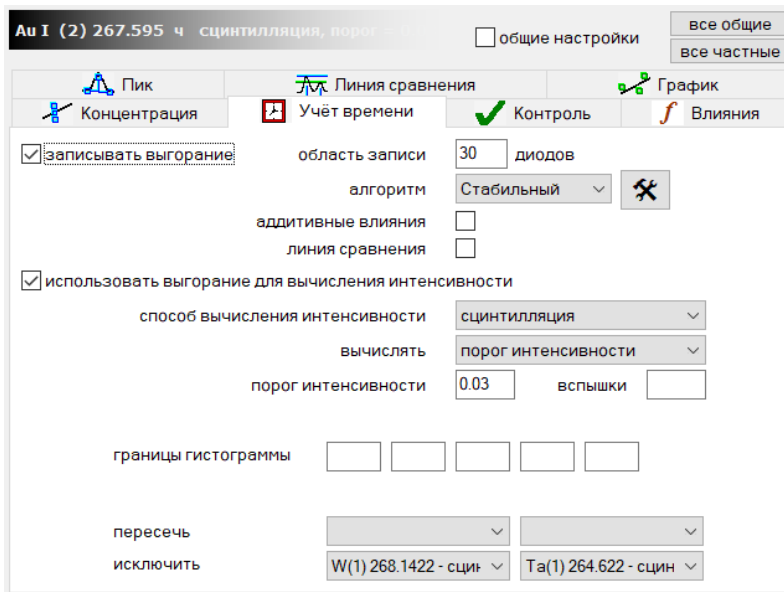 Au I (2) 267.595 ч сцинтилляция, порог =
общие настройки
все общие
все частные
Пик
Линия сравнения
График
Концентрация
Учёт времени
Контроль
Влияния
записывать выгорание
область записи 30 диодов
алгоритм Стабильный
аддитивные влияния
линия сравнения
использовать выгорание для вычисления интенсивности
способ вычисления интенсивности сцинтилляция
вычислять порог интенсивности
порог интенсивности 0.03 вспышки
границы гистограммы
пересечь
исключить W(1) 268.1422 - сцин Ta(1) 264.622 - сцин